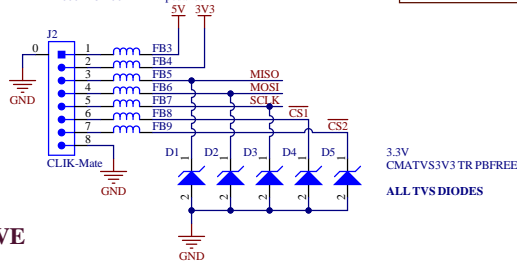 5V 3V3
J2
0
1 FB3
2 FB4
3 FB5 MISO
4 FB6 MOSI
5 FB7 SCLK
6 FB8 CS1
7 FB9 CS2
8
GND
CLIK-Mate
GND
D1 1 D2 1 D3 1 D4 1 D5 1
2 2 2 2 2
3.3V
CMATVS3V3 TR PBFREE
ALL TVS DIODES
VE
GND